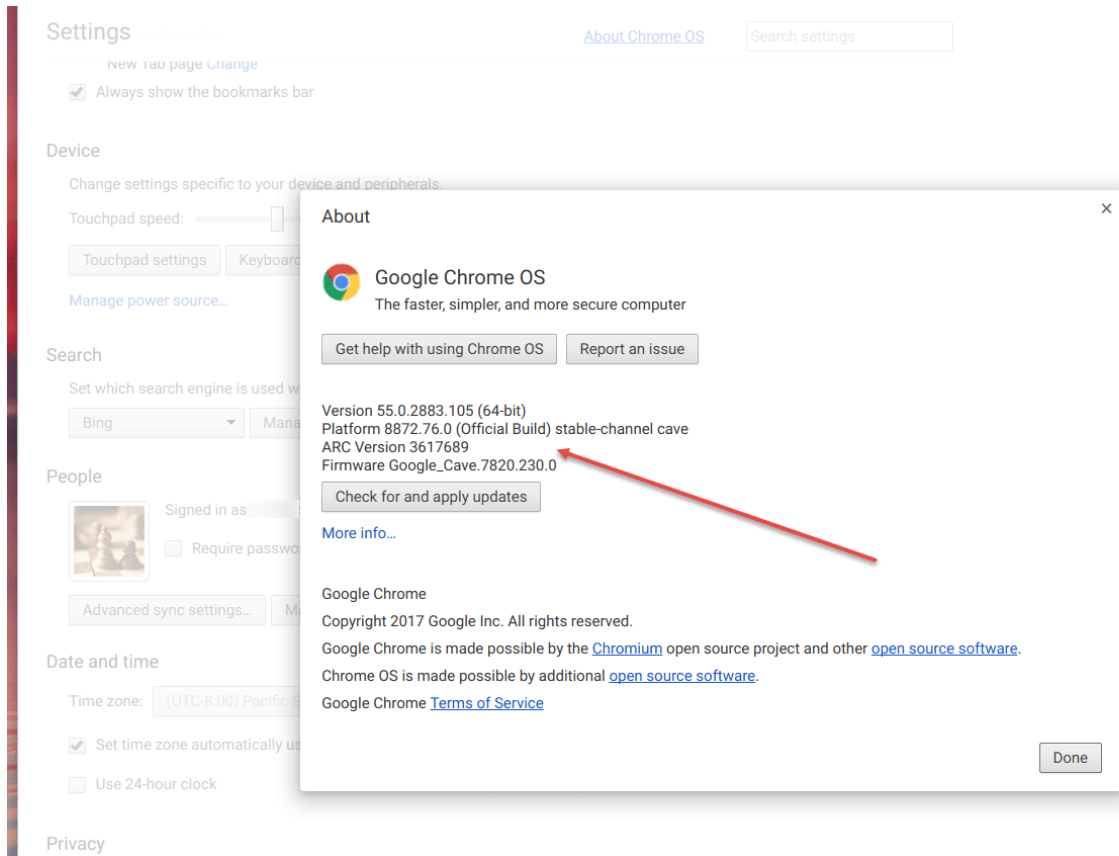 Settings
About Chrome OS
Search settings
New Tab page Change
Always show the bookmarks bar
Device
Change settings specific to your device and peripherals.
Touchpad speed:
Touchpad settings
Manage power source...
Search
Set which search engine is used
Bing
People
Signed in as
Require
Advanced sync settings...
Date and time
Time zone:
(UTC-8:00) Pacific
Set time zone automatically
Use 24-hour clock
Privacy
About
×
Google Chrome OS
The faster, simpler, and more secure computer
Get help with using Chrome OS
Report an issue
Version 55.0.2883.105 (64-bit)
Platform 8872.76.0 (Official Build) stable-channel cave
ARC Version 3617689
Firmware Google_Cave.7820.230.0
Check for and apply updates
More info...
Google Chrome
Copyright 2017 Google Inc. All rights reserved.
Google Chrome is made possible by the Chromium open source project and other open source software.
Chrome OS is made possible by additional open source software.
Google Chrome Terms of Service
Done